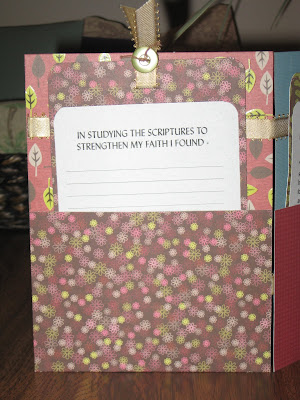 IN STUDYING THE SCRIPTURES TO
STRENGTHEN MY FAITH I FOUND -